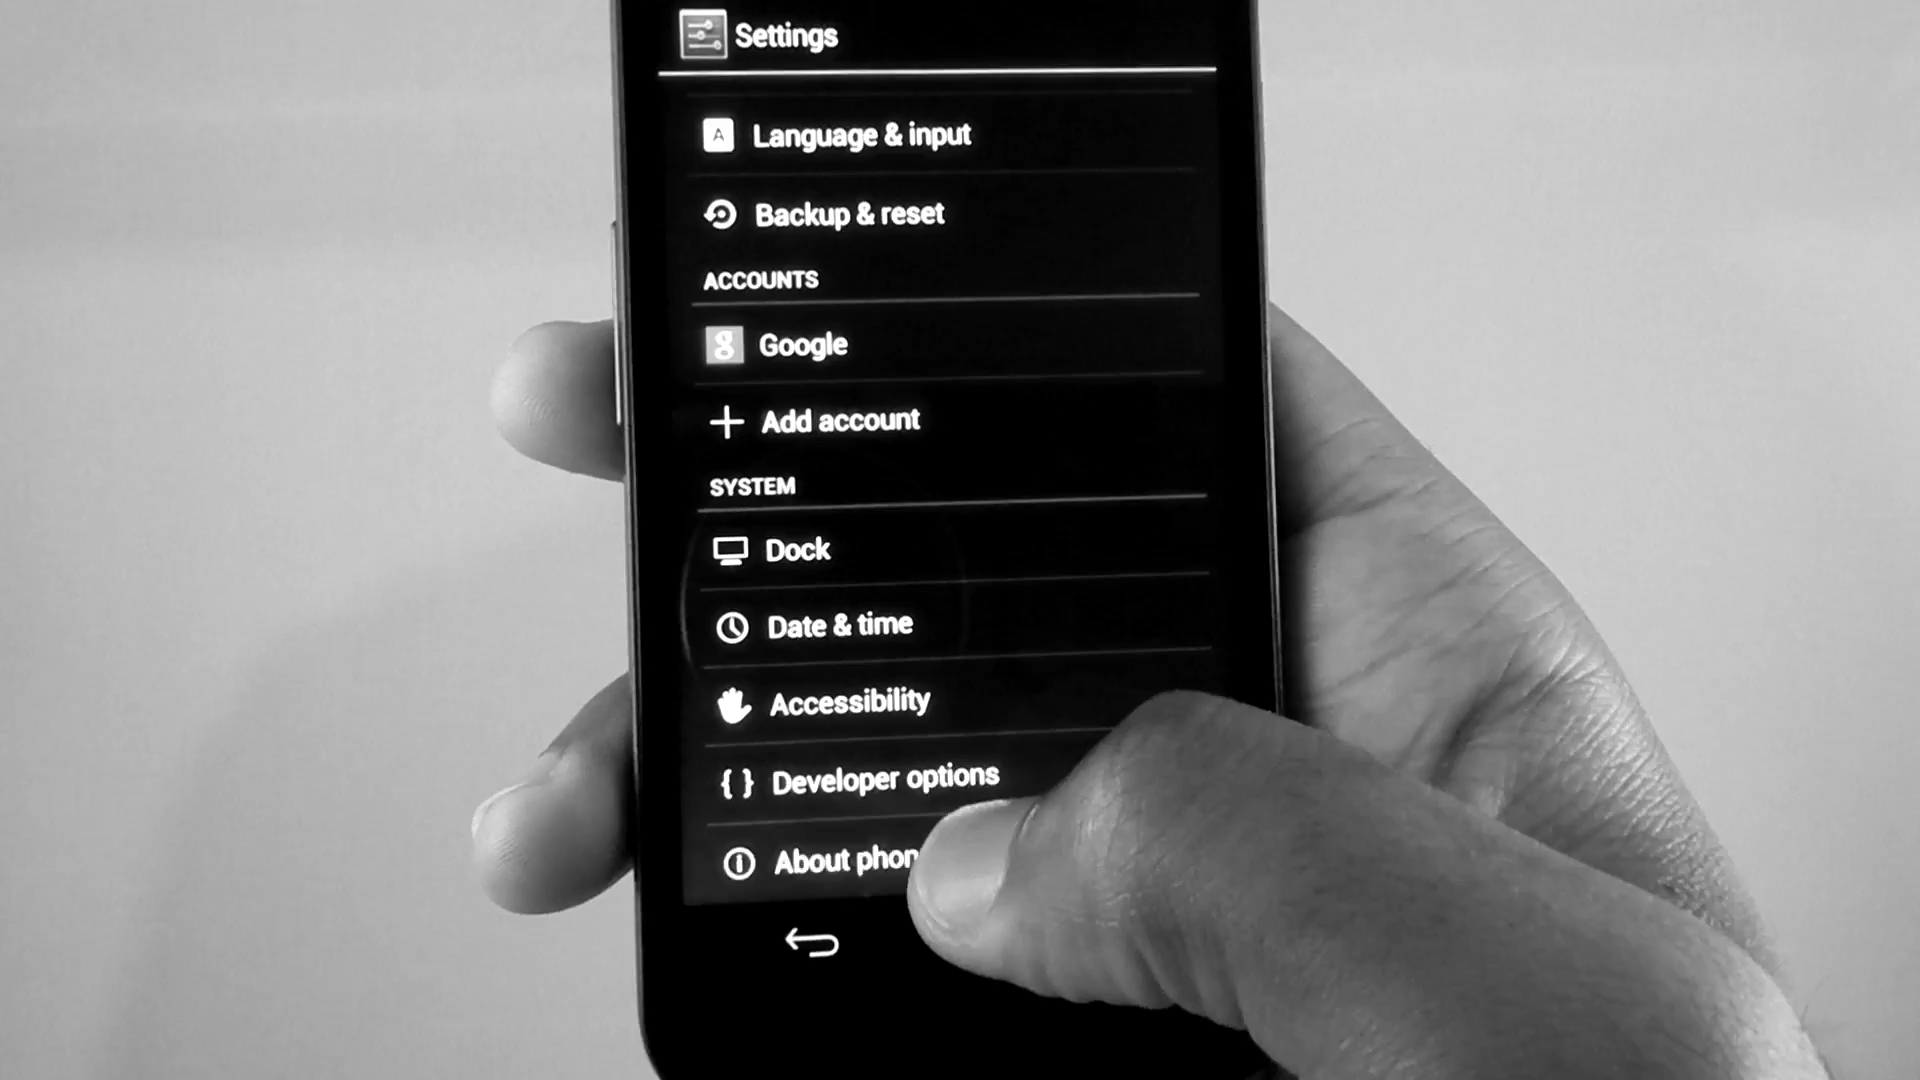 Settings
A Language & input
Backup & reset
ACCOUNTS
g Google
Add account
SYSTEM
Dock
Date & time
Accessibility
{ } Developer options
About phon